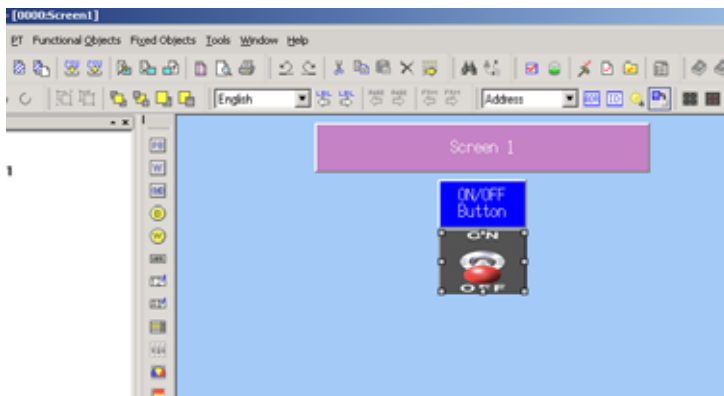 [0000:Screen1]
PT Functional Objects Fixed Objects Tools Window Help
English
Address
Screen 1
1
ON/OFF
Button
ON
OFF